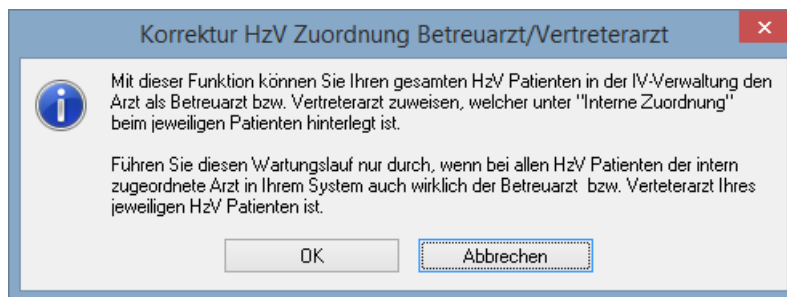 Korrektur HzV Zuordnung Betreuarzt/Vertreterarzt
Mit dieser Funktion können Sie Ihren gesamten HzV Patienten in der IV-Verwaltung den
Arzt als Betreuarzt bzw. Vertreterarzt zuweisen, welcher unter "Interne Zuordnung"
beim jeweiligen Patienten hinterlegt ist.
Führen Sie diesen Wartungslauf nur durch, wenn bei allen HzV Patienten der intern
zugeordnete Arzt in Ihrem System auch wirklich der Betreuarzt bzw. Verteterarzt Ihres
jeweiligen HzV Patienten ist.
OK
Abbrechen